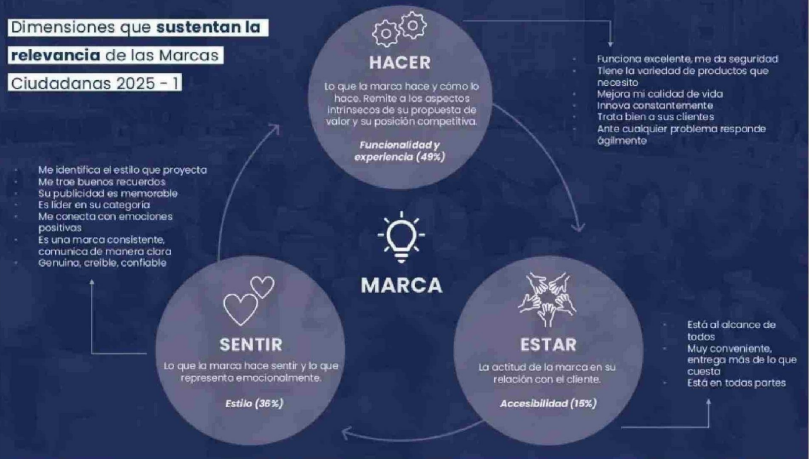 Dimensiones que sustentan la
relevancia de las Marcas
Ciudadanas 2025 - 1
HACER
Lo que la marca hace y cómo lo
hace. Remite a los aspectos
intrínsecos de su propuesta de
valor y su posición competitiva.
Funcionalidad y
experiencia (49%)
Funciona excelente, me da seguridad
Tiene la variedad de productos que
necesito
Mejora mi calidad de vida
Innova constantemente
Trata bien a sus clientes
Ante cualquier problema responde
ágilmente
Me identifica el estilo que proyecta
Me trae buenos recuerdos
Su publicidad es memorable
Es líder en su categoría
Me conecta con emociones
positivas
Es una marca consistente,
comunica de manera clara
Genuina, creíble, confiable
MARCA
SENTIR
Lo que la marca hace sentir y lo que
representa emocionalmente.
Estilo (36%)
ESTAR
La actitud de la marca en su
relación con el cliente.
Accesibilidad (15%)
Está al alcance de
todos
Muy conveniente,
entrega más de lo que
cuesta
Está en todas partes